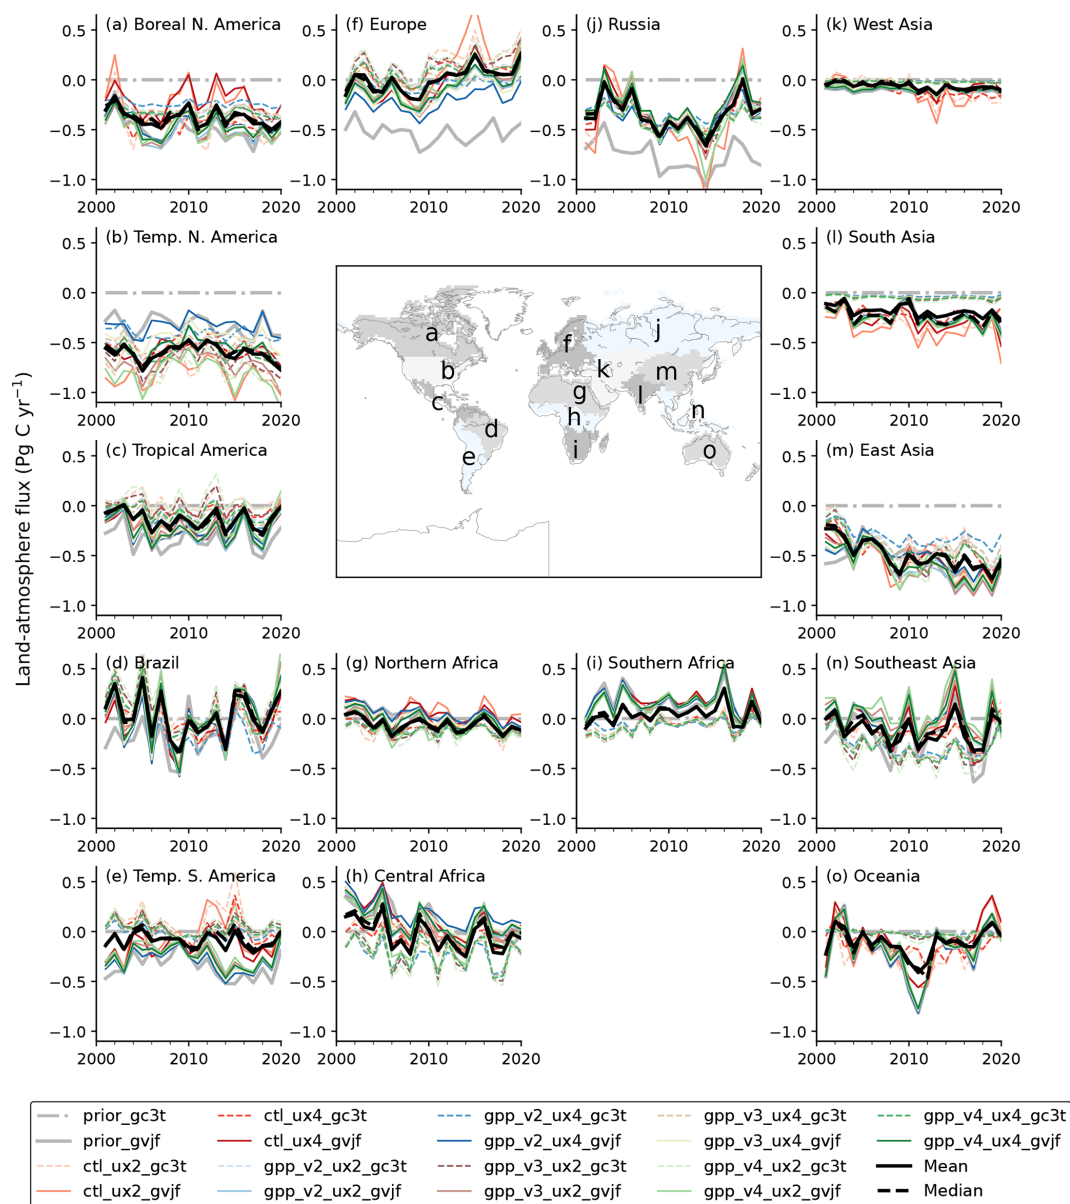 (a) Boreal N. America
(f) Europe
(j) Russia
(k) West Asia
0.5
0.5
0.5
0.5
0.0
0.0
0.0
0.0
−0.5
−0.5
−0.5
−0.5
−1.0
−1.0
−1.0
−1.0
2000 2010 2020
2000 2010 2020
2000 2010 2020
2000 2010 2020
(b) Temp. N. America
(l) South Asia
0.5
0.5
0.0
0.0
−0.5
−0.5
−1.0
−1.0
2000 2010 2020
2000 2010 2020
a
b
c
d
e
f
g
h
i
j
k
l
m
n
o
Land-atmosphere flux (Pg C yr−1)
(c) Tropical America
(m) East Asia
0.5
0.5
0.0
0.0
−0.5
−0.5
−1.0
−1.0
2000 2010 2020
2000 2010 2020
(d) Brazil
(g) Northern Africa
(i) Southern Africa
(n) Southeast Asia
0.5
0.5
0.5
0.5
0.0
0.0
0.0
0.0
−0.5
−0.5
−0.5
−0.5
−1.0
−1.0
−1.0
−1.0
2000 2010 2020
2000 2010 2020
2000 2010 2020
2000 2010 2020
(e) Temp. S. America
(h) Central Africa
(o) Oceania
0.5
0.5
0.5
0.0
0.0
0.0
−0.5
−0.5
−0.5
−1.0
−1.0
−1.0
2000 2010 2020
2000 2010 2020
2000 2010 2020
prior_gc3t
prior_gvjf
ctl_ux2_gc3t
ctl_ux2_gvjf
ctl_ux4_gc3t
ctl_ux4_gvjf
gpp_v2_ux2_gc3t
gpp_v2_ux2_gvjf
gpp_v2_ux4_gc3t
gpp_v2_ux4_gvjf
gpp_v3_ux2_gc3t
gpp_v3_ux2_gvjf
gpp_v3_ux4_gc3t
gpp_v3_ux4_gvjf
gpp_v4_ux2_gc3t
gpp_v4_ux2_gvjf
gpp_v4_ux4_gc3t
gpp_v4_ux4_gvjf
Mean
Median